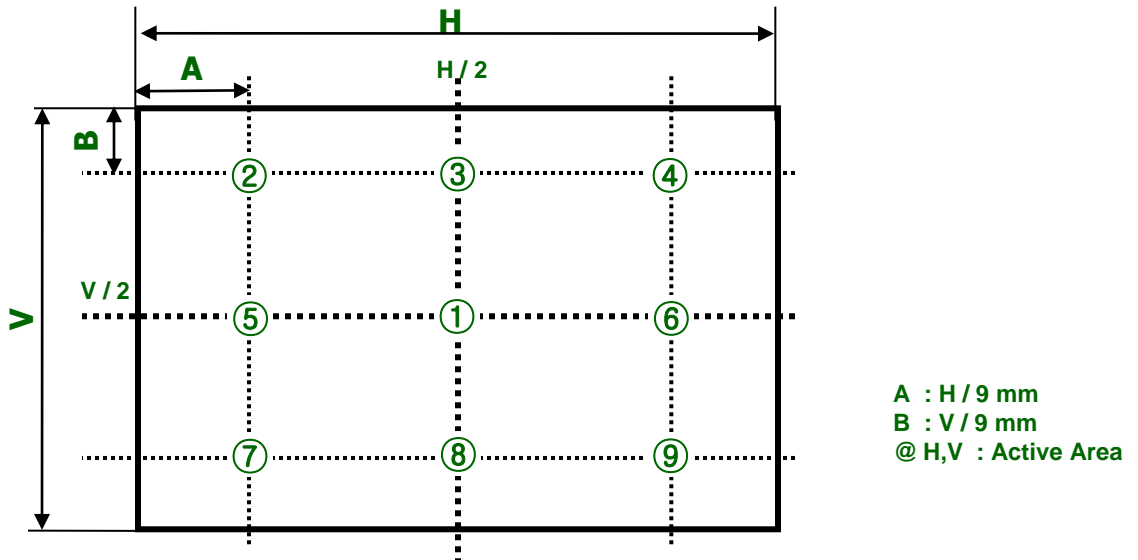 H
A
H / 2
B
② ③ ④
V / 2
V
⑤ ① ⑥
A : H / 9 mm
B : V / 9 mm
@ H,V : Active Area
⑦ ⑧ ⑨